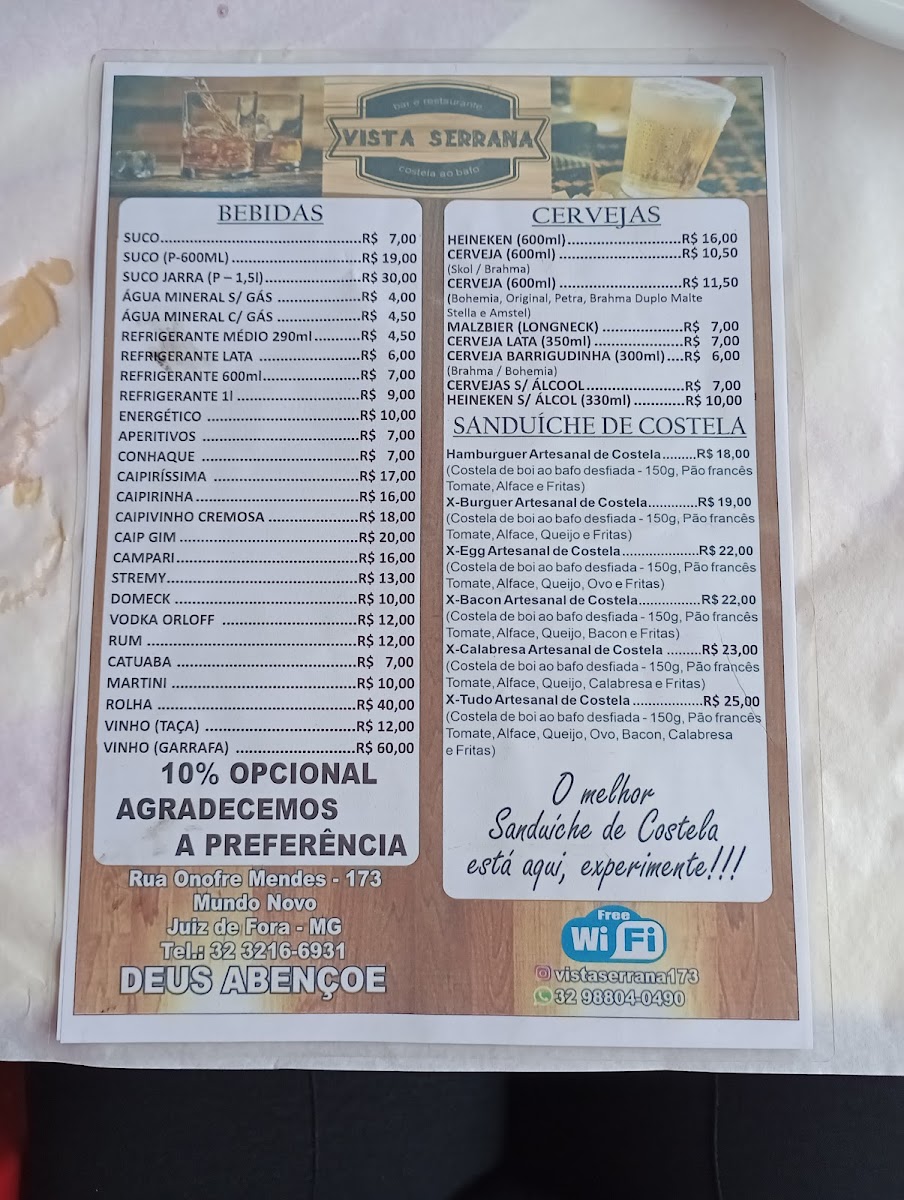 bar e restaurante
VISTA SERRANA
costela ao bafo
BEBIDAS
SUCO....................R$ 7,00
SUCO (P-600ML) ....................R$ 19,00
SUCO JARRA (P – 1,5l)....................R$ 30,00
ÁGUA MINERAL S/ GÁS ....................R$ 4,00
ÁGUA MINERAL C/ GÁS ....................R$ 4,50
REFRIGERANTE MÉDIO 290ml....................R$ 4,50
REFRIGERANTE LATA ....................R$ 6,00
REFRIGERANTE 600ml....................R$ 7,00
REFRIGERANTE 1l ....................R$ 9,00
ENERGÉTICO ....................R$ 10,00
APERITIVOS ....................R$ 7,00
CONHAQUE ....................R$ 7,00
CAIPIRÍSSIMA ....................R$ 17,00
CAIPIRINHA....................R$ 16,00
CAIPIVINHO CREMOSA ....................R$ 18,00
CAIP GIM ....................R$ 20,00
CAMPARI....................R$ 16,00
STREMY....................R$ 13,00
DOMECK ....................R$ 10,00
VODKA ORLOFF ....................R$ 12,00
RUM ....................R$ 12,00
CATUABA ....................R$ 7,00
MARTINI ....................R$ 10,00
ROLHA ....................R$ 40,00
VINHO (TAÇA) ....................R$ 12,00
VINHO (GARRAFA) ....................R$ 60,00
10% OPCIONAL
AGRADECEMOS
A PREFERÊNCIA
Rua Onofre Mendes - 173
Mundo Novo
Juiz de Fora - MG
Tel.: 32 3216-6931
DEUS ABENÇOE
CERVEJAS
HEINEKEN (600ml)....................R$ 16,00
CERVEJA (600ml) ....................R$ 10,50
(Skol / Brahma)
CERVEJA (600ml) ....................R$ 11,50
(Bohemia, Original, Petra, Brahma Duplo Malte
Stella e Amstel)
MALZBIER (LONGNECK) ....................R$ 7,00
CERVEJA LATA (350ml)....................R$ 7,00
CERVEJA BARRIGUDINHA (300ml)....R$ 6,00
(Brahma / Bohemia)
CERVEJAS S/ ÁLCOOL....................R$ 7,00
HEINEKEN S/ ÁLCOL (330ml) ............R$ 10,00
SANDUÍCHE DE COSTELA
Hamburguer Artesanal de Costela.........R$ 18,00
(Costela de boi ao bafo desfiada - 150g, Pão francês
Tomate, Alface e Fritas)
X-Burguer Artesanal de Costela.............R$ 19,00
(Costela de boi ao bafo desfiada - 150g, Pão francês
Tomate, Alface, Queijo e Fritas)
X-Egg Artesanal de Costela....................R$ 22,00
(Costela de boi ao bafo desfiada - 150g, Pão francês
Tomate, Alface, Queijo, Ovo e Fritas)
X-Bacon Artesanal de Costela................R$ 22,00
(Costela de boi ao bafo desfiada - 150g, Pão francês
Tomate, Alface, Queijo, Bacon e Fritas)
X-Calabresa Artesanal de Costela .........R$ 23,00
(Costela de boi ao bafo desfiada - 150g, Pão francês
Tomate, Alface, Queijo, Calabresa e Fritas)
X-Tudo Artesanal de Costela ..................R$ 25,00
(Costela de boi ao bafo desfiada - 150g, Pão francês
Tomate, Alface, Queijo, Ovo, Bacon, Calabresa
e Fritas)
O melhor
Sanduíche de Costela
está aqui, experimente!!!
Free
Wi Fi
vistaserrana173
32 98804-0490